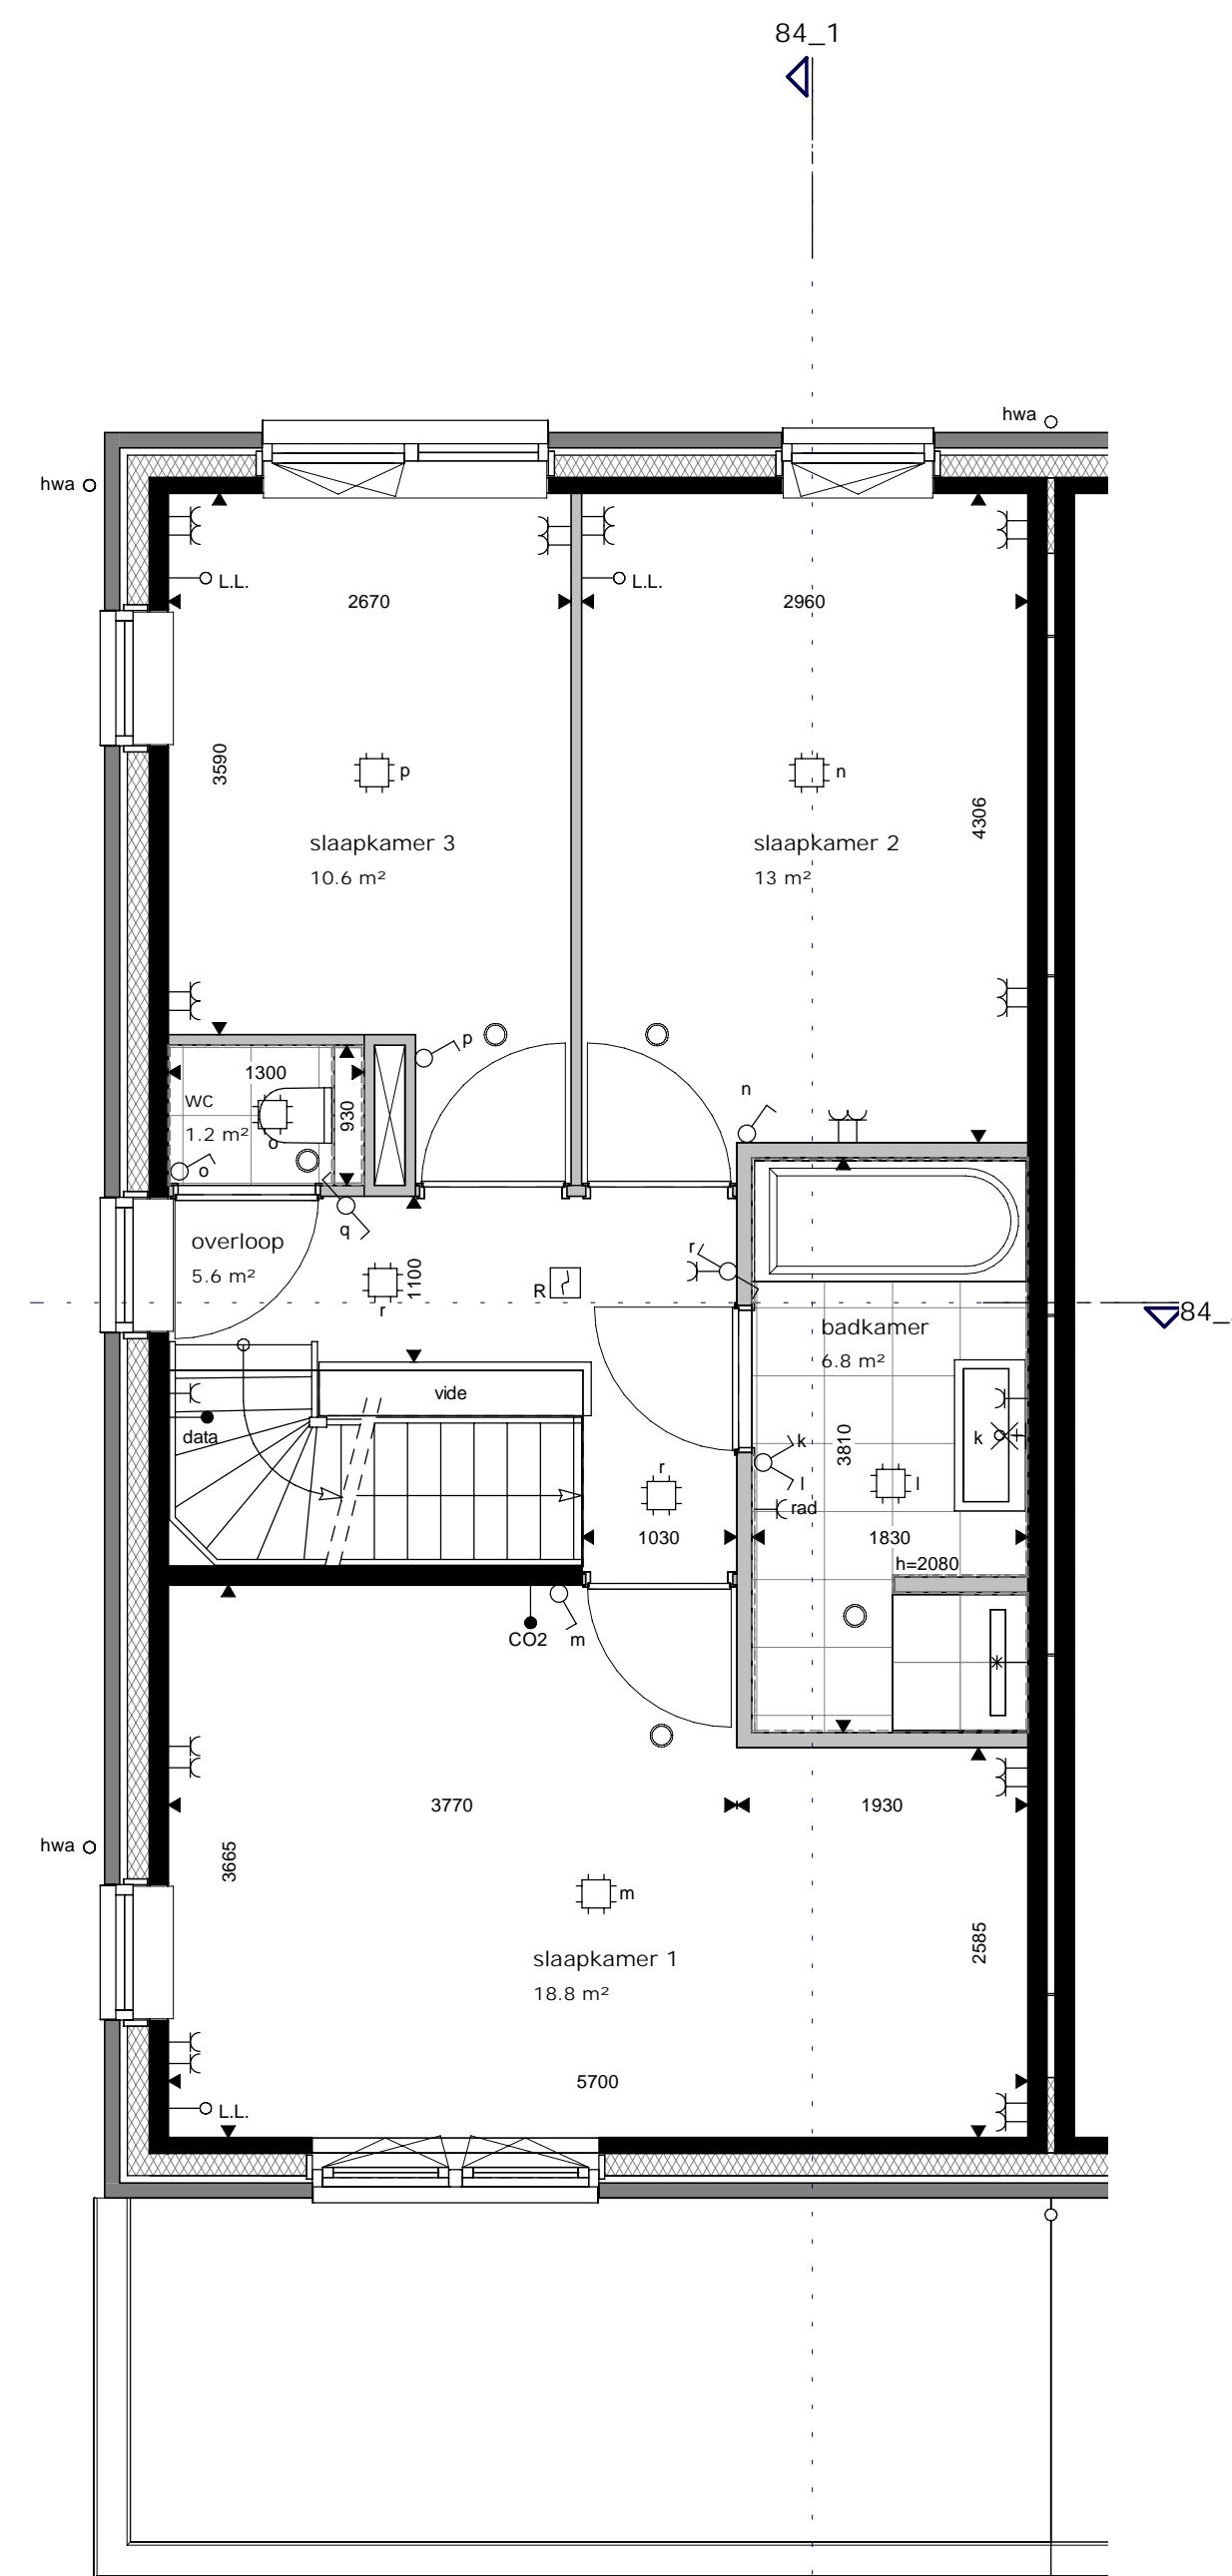 84_1
hwa
hwa
L.L.
L.L.
2670
2960
3590
p
n
4306
slaapkamer 3
10.6 m²
slaapkamer 2
13 m²
p
1300
n
wc
930
1.2 m²
o
o
q
overloop
5.6 m²
r
1100
R
r
84_
badkamer
6.8 m²
vide
data
k
k
3810
l
l
r
rad
1030
1830
h=2080
CO2
m
3770
1930
3665
m
2585
hwa
slaapkamer 1
18.8 m²
5700
L.L.